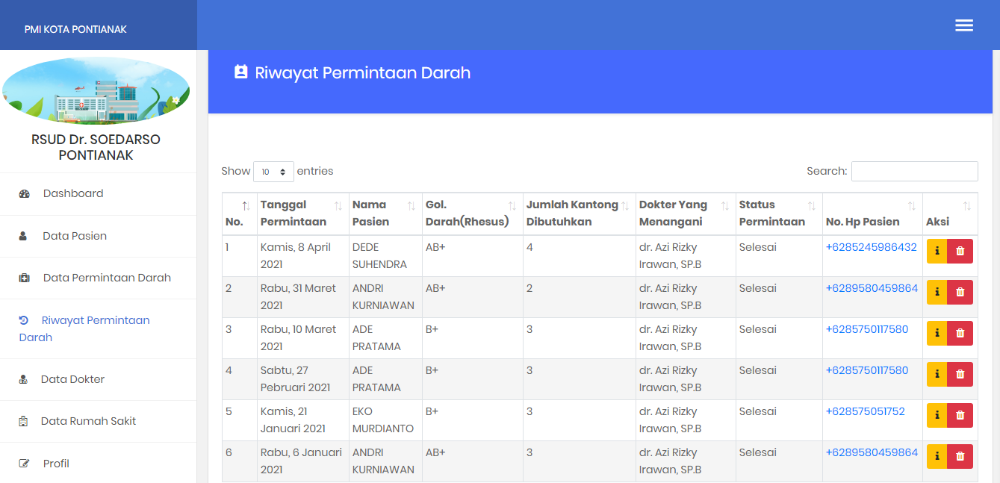 PMI KOTA PONTIANAK
RSUD Dr. SOEDARSO
PONTIANAK
Dashboard
Data Pasien
Data Permintaan Darah
Riwayat Permintaan
Darah
Data Dokter
Data Rumah Sakit
Profil
Riwayat Permintaan Darah
Show 10 entries
Search:
No. Tanggal Permintaan Nama Pasien Gol. Darah(Rhesus) Jumlah Kantong Dibutuhkan Dokter Yang Menangani Status Permintaan No. Hp Pasien Aksi
1 Kamis, 8 April 2021 DEDE SUHENDRA AB+ 4 dr. Azi Rizky Irawan, SP.B Selesai +6285245986432
2 Rabu, 31 Maret 2021 ANDRI KURNIAWAN AB+ 2 dr. Azi Rizky Irawan, SP.B Selesai +6289580459864
3 Rabu, 10 Maret 2021 ADE PRATAMA B+ 3 dr. Azi Rizky Irawan, SP.B Selesai +6285750117580
4 Sabtu, 27 Pebruari 2021 ADE PRATAMA B+ 3 dr. Azi Rizky Irawan, SP.B Selesai +6285750117580
5 Kamis, 21 Januari 2021 EKO MURDIANTO B+ 3 dr. Azi Rizky Irawan, SP.B Selesai +628575051752
6 Rabu, 6 Januari 2021 ANDRI KURNIAWAN AB+ 3 dr. Azi Rizky Irawan, SP.B Selesai +6289580459864